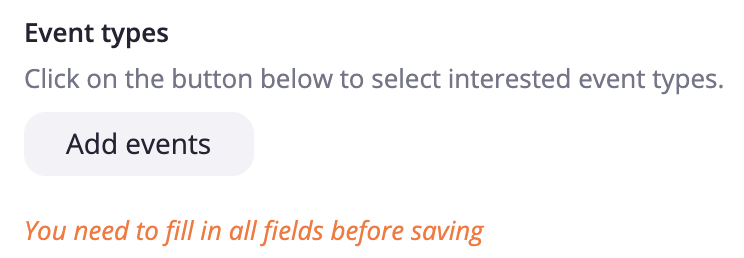 Event types
Click on the button below to select interested event types.
Add events
You need to fill in all fields before saving